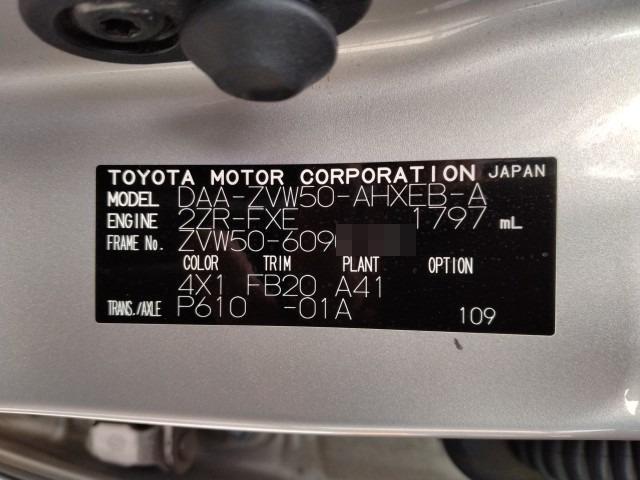 TOYOTA MOTOR CORPORATION JAPAN
MODEL DAA-ZVW50-AHXEB-A
ENGINE 2ZR-FXE 1797 mL
FRAME No. ZVW50-609
COLOR TRIM PLANT OPTION
4X1 FB20 A41
TRANS./AXLE P610 -01A 109